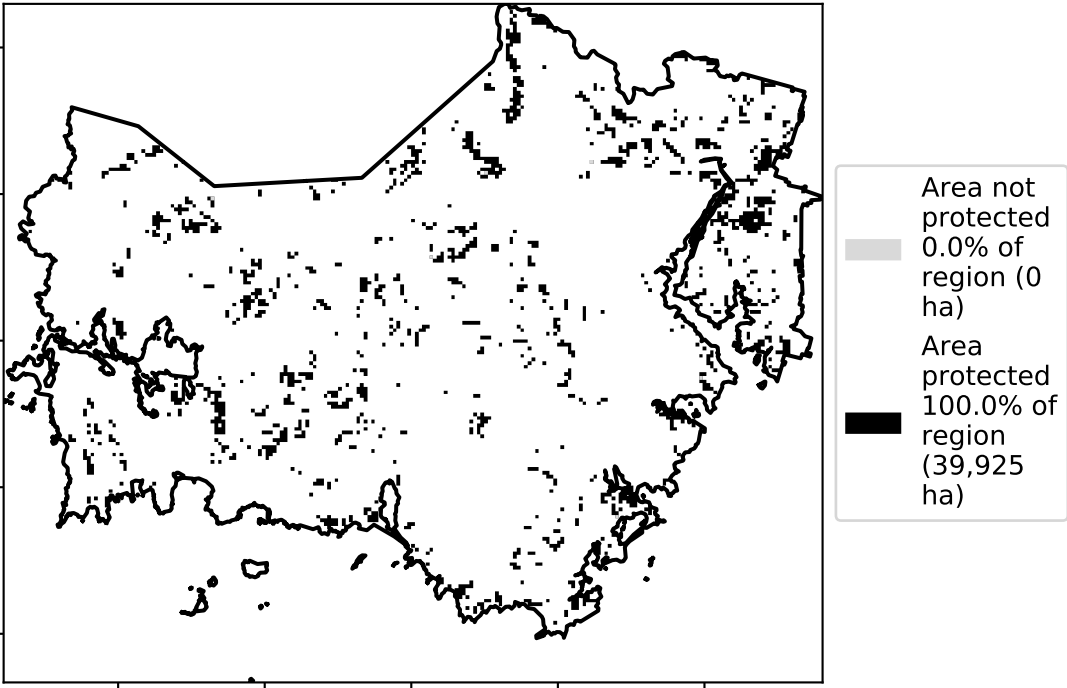 Area not
protected
0.0% of
region (0
ha)
Area
protected
100.0% of
region
(39,925
ha)